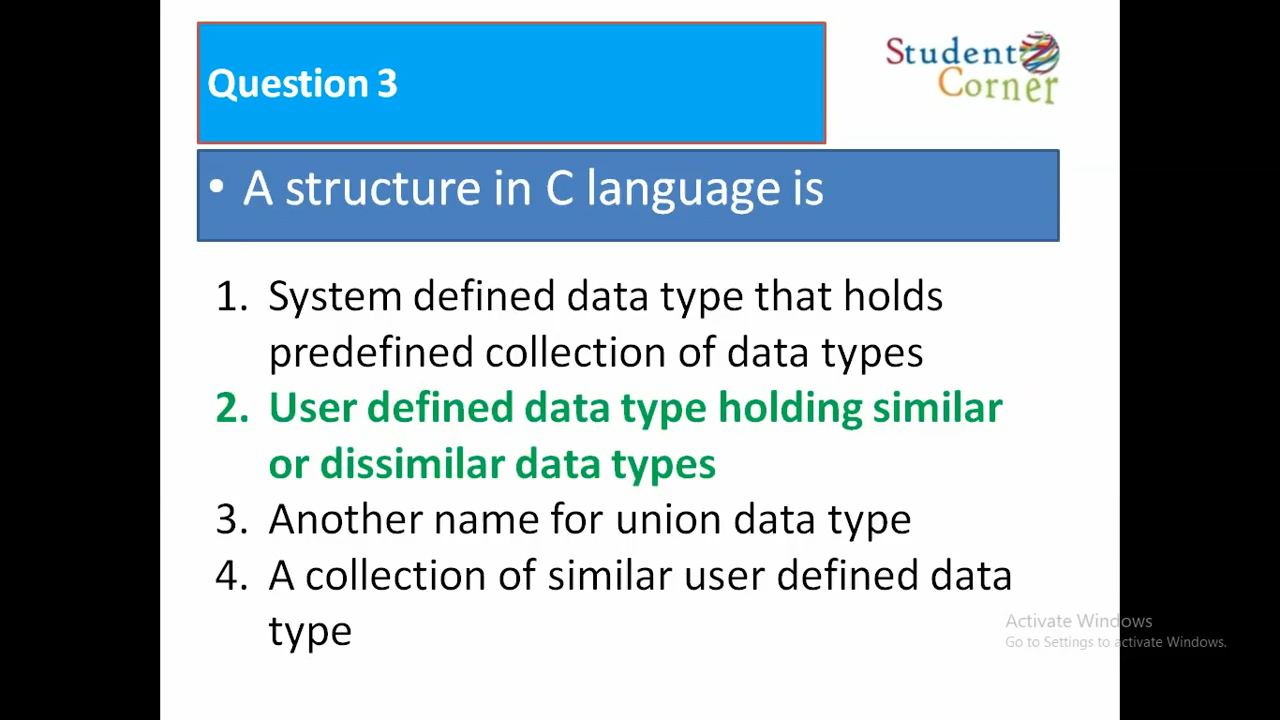 Question 3
Student
Corner
• A structure in C language is
1. System defined data type that holds
predefined collection of data types
2. User defined data type holding similar
or dissimilar data types
3. Another name for union data type
4. A collection of similar user defined data
type
Activate Windows
Go to Settings to activate Windows.